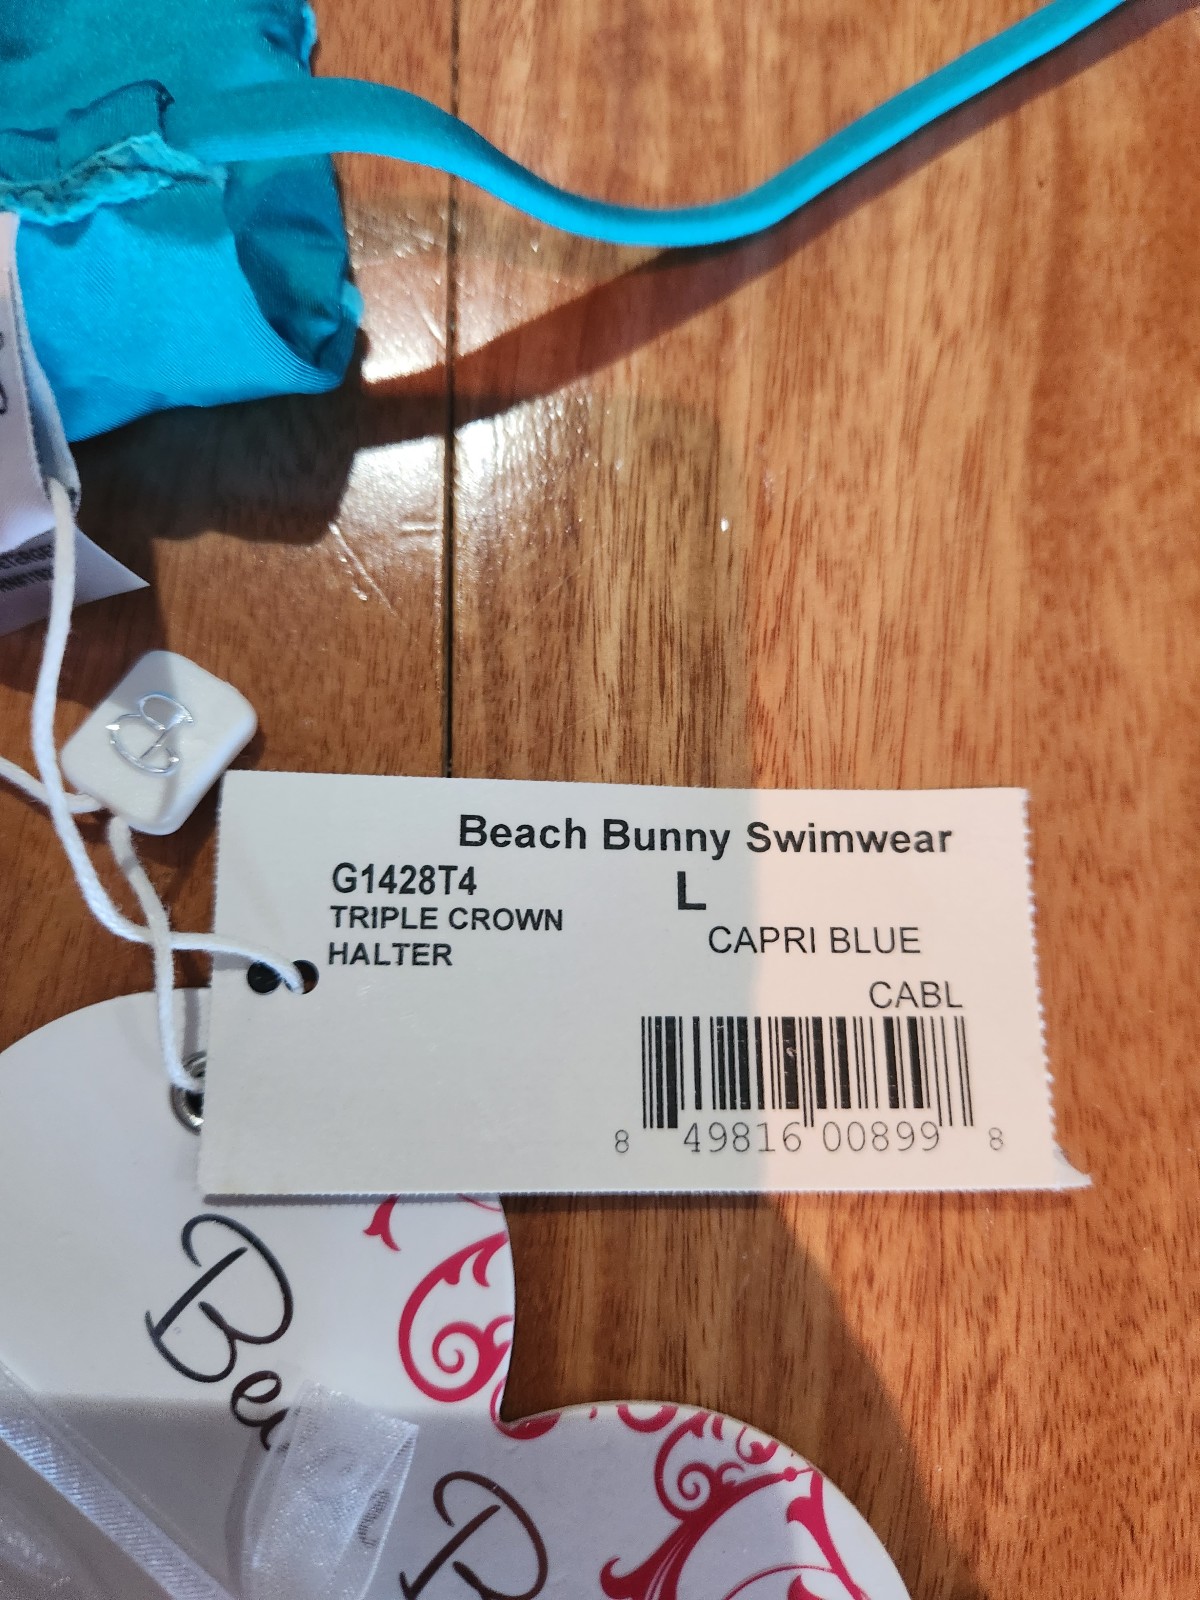 Beach Bunny Swimwear
G1428T4 L
TRIPLE CROWN
HALTER
CAPRI BLUE
CABL
8 49816 00899 8